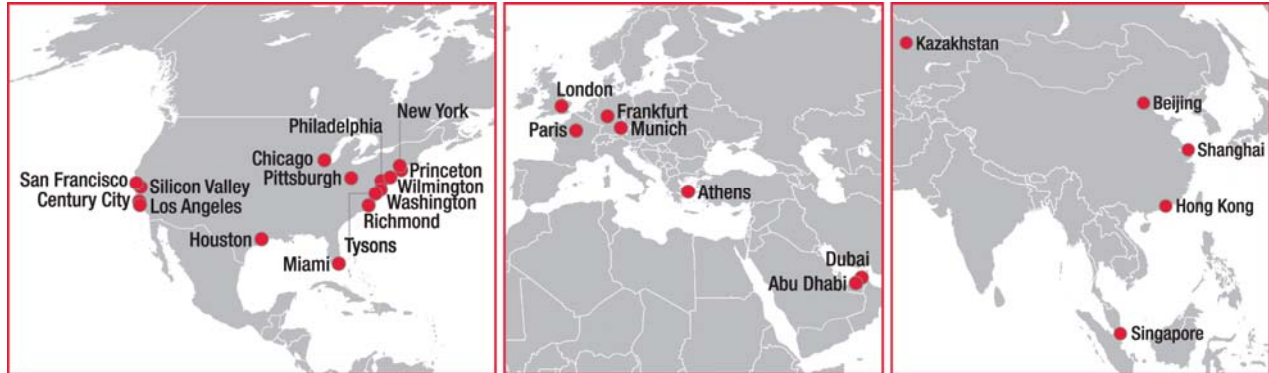 New York
Philadelphia
Chicago
Pittsburgh
Princeton
Wilmington
Washington
Richmond
San Francisco
Silicon Valley
Century City
Los Angeles
Houston
Tysons
Miami
London
Frankfurt
Paris
Munich
Athens
Dubai
Abu Dhabi
Kazakhstan
Beijing
Shanghai
Hong Kong
Singapore